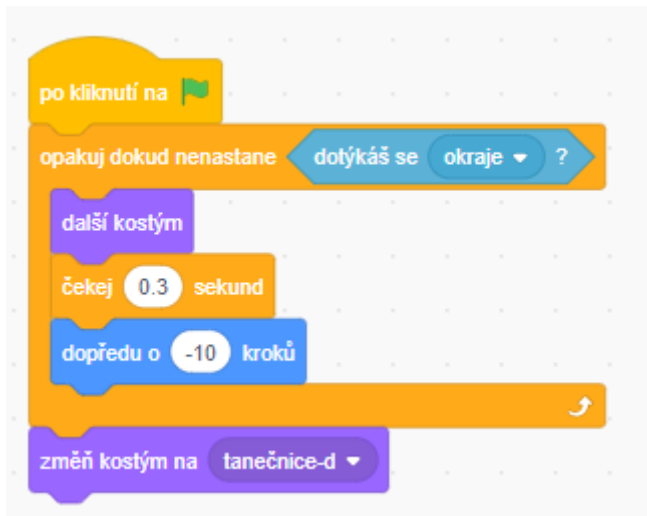 po kliknutí na
opakuj dokud nenastane dotýkáš se okraje ?
další kostým
čekej 0.3 sekund
dopředu o -10 kroků
změň kostým na tanečnice-d